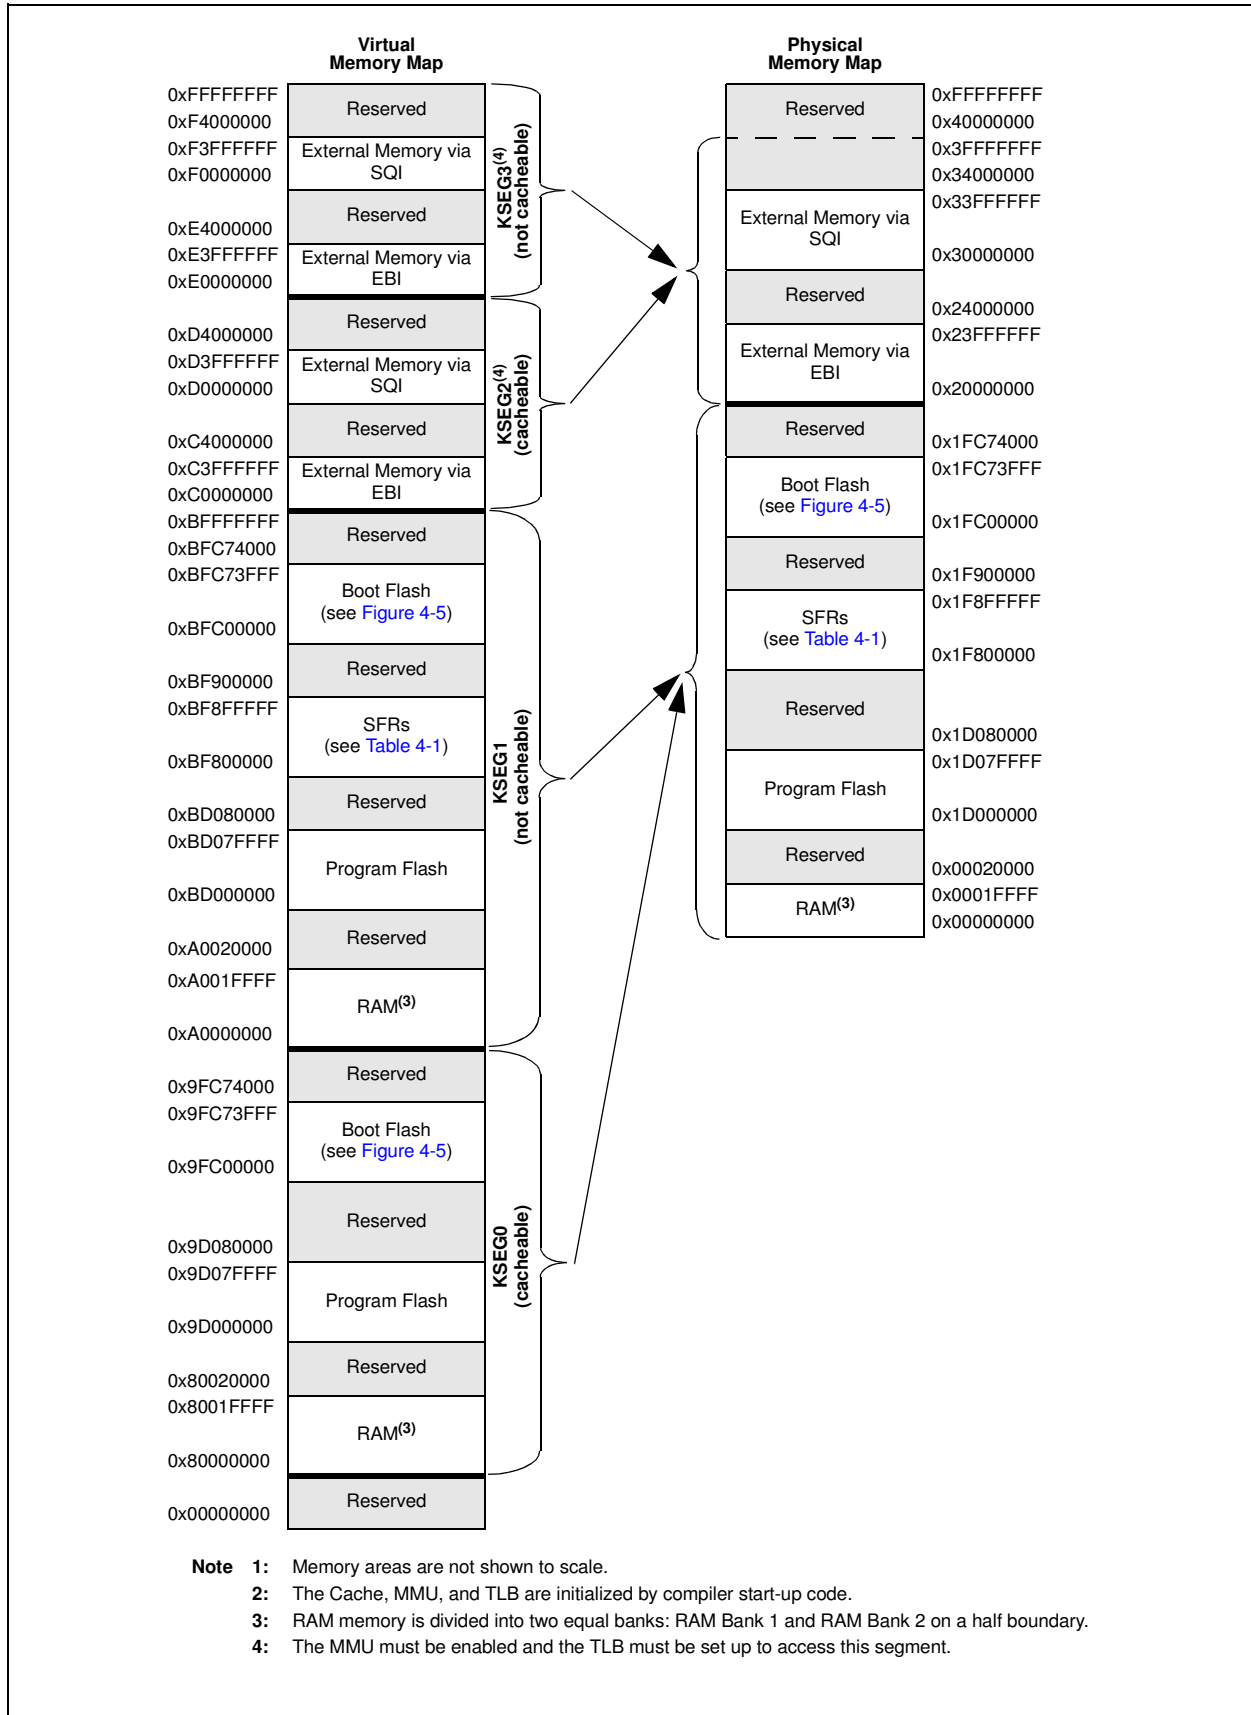 Virtual
Memory Map
0xFFFFFFFF
Reserved
0xF4000000
0xF3FFFFFF
External Memory via
SQI
0xF0000000
Reserved
0xE4000000
0xE3FFFFFF
External Memory via
EBI
0xE0000000
KSEG3(4)
(not cacheable)
Reserved
0xD4000000
0xD3FFFFFF
External Memory via
SQI
0xD0000000
Reserved
0xC4000000
0xC3FFFFFF
External Memory via
EBI
0xC0000000
KSEG2(4)
(cacheable)
0xBFFFFFFF
Reserved
0xBFC74000
0xBFC73FFF
Boot Flash
(see Figure 4-5)
0xBFC00000
Reserved
0xBF900000
0xBF8FFFFF
SFRs
(see Table 4-1)
0xBF800000
Reserved
0xBD080000
0xBD07FFFF
Program Flash
0xBD000000
Reserved
0xA0020000
0xA001FFFF
RAM(3)
0xA0000000
KSEG1
(not cacheable)
Reserved
0x9FC74000
0x9FC73FFF
Boot Flash
(see Figure 4-5)
0x9FC00000
Reserved
0x9D080000
0x9D07FFFF
Program Flash
0x9D000000
Reserved
0x80020000
0x8001FFFF
RAM(3)
0x80000000
KSEG0
(cacheable)
Reserved
0x00000000
Physical
Memory Map
0xFFFFFFFF
Reserved
0x40000000
0x3FFFFFFF
0x34000000
0x33FFFFFF
External Memory via
SQI
0x30000000
Reserved
0x24000000
0x23FFFFFF
External Memory via
EBI
0x20000000
Reserved
0x1FC74000
0x1FC73FFF
Boot Flash
(see Figure 4-5)
0x1FC00000
Reserved
0x1F900000
0x1F8FFFFF
SFRs
(see Table 4-1)
0x1F800000
Reserved
0x1D080000
0x1D07FFFF
Program Flash
0x1D000000
Reserved
0x00020000
0x0001FFFF
RAM(3)
0x00000000
Note 1: Memory areas are not shown to scale.
2: The Cache, MMU, and TLB are initialized by compiler start-up code.
3: RAM memory is divided into two equal banks: RAM Bank 1 and RAM Bank 2 on a half boundary.
4: The MMU must be enabled and the TLB must be set up to access this segment.